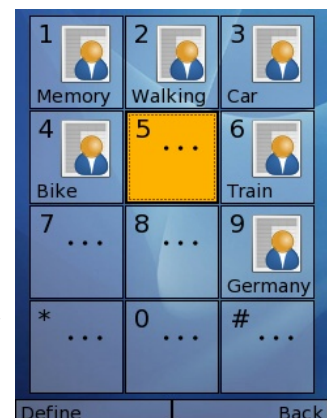 1 2 3
Memory Walking Car
4 5 ... 6
Bike Train
7 ... 8 ... 9
Germany
* ... 0 ... # ...
Define Back